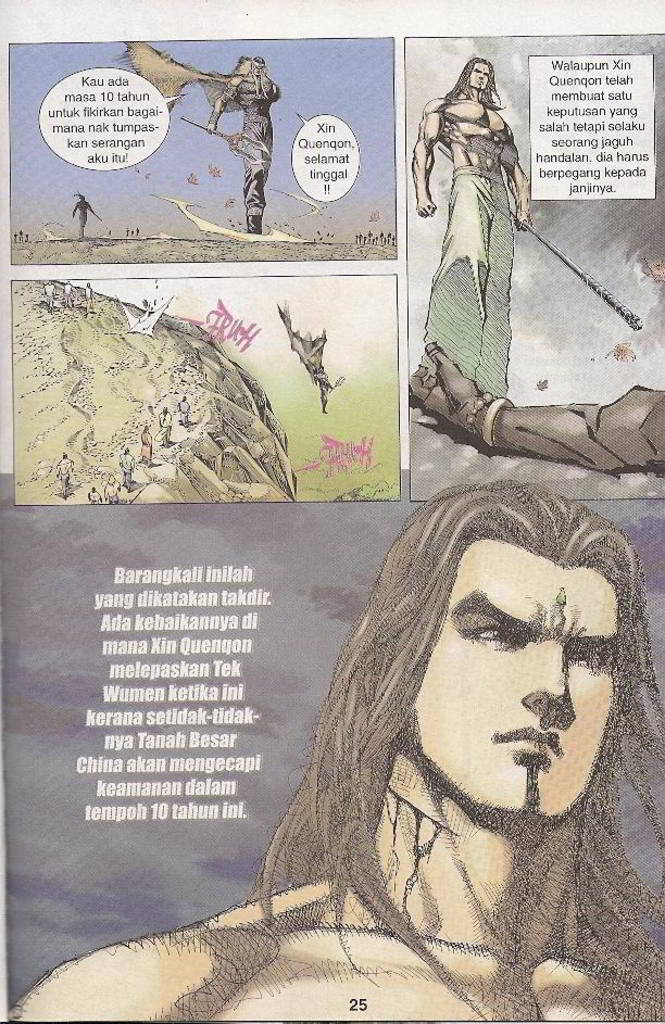 Kau ada
masa 10 tahun
untuk fikirkan bagai-
mana nak tumpas-
kan serangan
aku itu!
Xin
Quenqon,
selamat
tinggal
!!
Walaupun Xin
Quenqon telah
membuat satu
keputusan yang
salah tetapi selaku
seorang jaguh
handalan, dia harus
berpegang kepada
janjinya.
Barangkali inilah
yang dikatakan takdir.
Ada kebaikannya di
mana Xin Quenqon
melepaskan Tek
Wumen ketika ini
kerana setidak-tidak-
nya Tanah Besar
China akan mengecapi
keamanan dalam
tempoh 10 tahun ini.
25